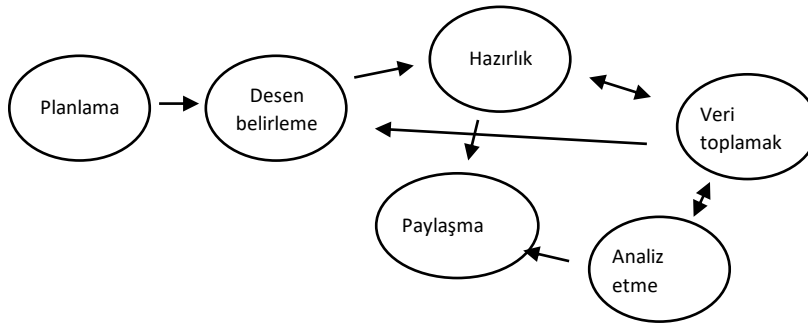 Planlama
Desen
belirleme
Hazırlık
Veri
toplamak
Paylaşma
Analiz
etme